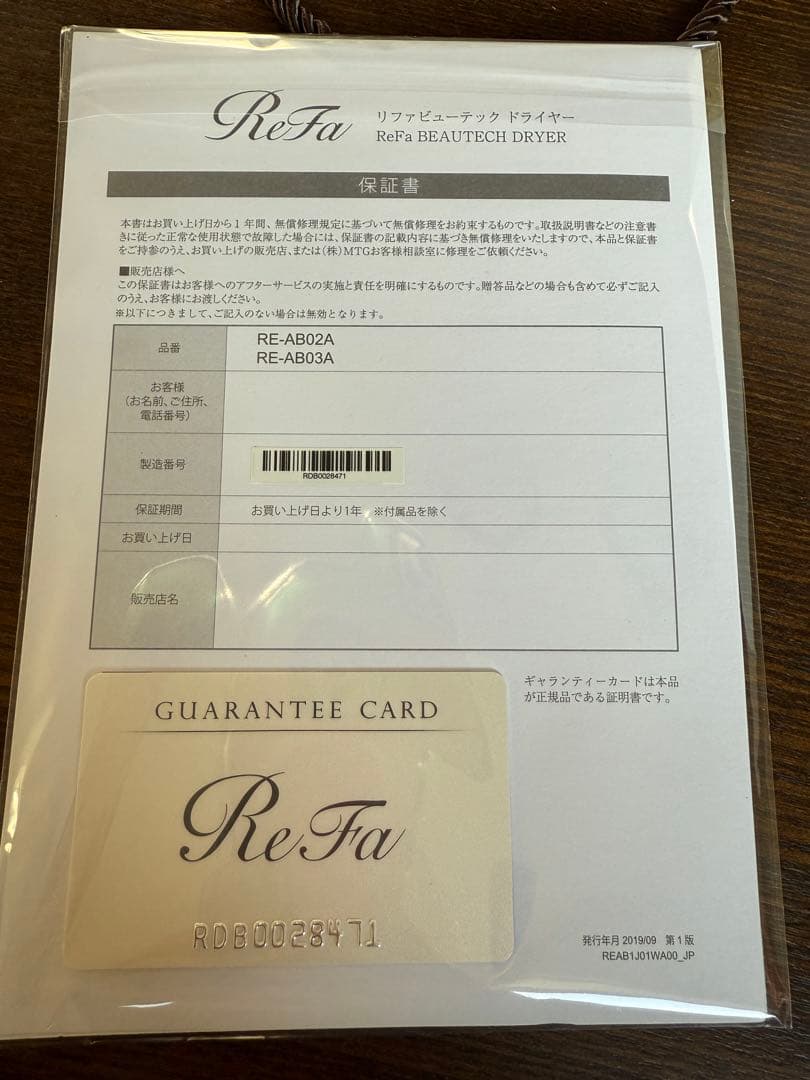 ReFa
リファビューテック ドライヤー
ReFa BEAUTECH DRYER
保証書
本書はお買い上げ日から1年間、無償修理規定に基づいて無償修理をお約束するものです。取扱説明書などの注意書
きに従った正常な使用状態で故障した場合には、保証書の記載内容に基づき無償修理をいたしますので、本品と保証書
をご持参のうえ、お買い上げの販売店、または(株)MTGお客様相談室に修理をご依頼ください。
■販売店様へ
この保証書はお客様へのアフターサービスの実施と責任を明確にするものです。贈答品などの場合も含めて必ずご記入
のうえ、お客様にお渡しください。
※以下につきまして、ご記入のない場合は無効となります。
品番
RE-AB02A
RE-AB03A
お客様
(お名前、ご住所、
電話番号)
製造番号
RDB0028471
保証期間
お買い上げ日より1年 ※付属品を除く
お買い上げ日
販売店名
ギャランティーカードは本品
が正規品である証明書です。
GUARANTEE CARD
ReFa
RDB0028471
発行年月 2019/09 第1版
REAB1J01WA00_JP